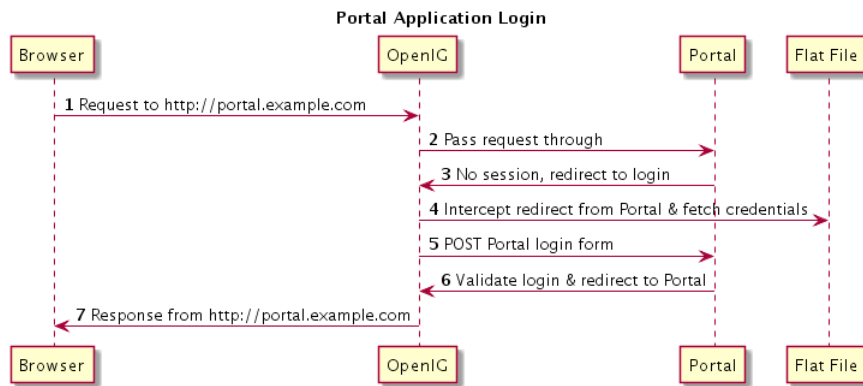 Portal Application Login
Browser OpenIG Portal Flat File
1 Request to http://portal.example.com
2 Pass request through
3 No session, redirect to login
4 Intercept redirect from Portal & fetch credentials
5 POST Portal login form
6 Validate login & redirect to Portal
7 Response from http://portal.example.com
Browser OpenIG Portal Flat File